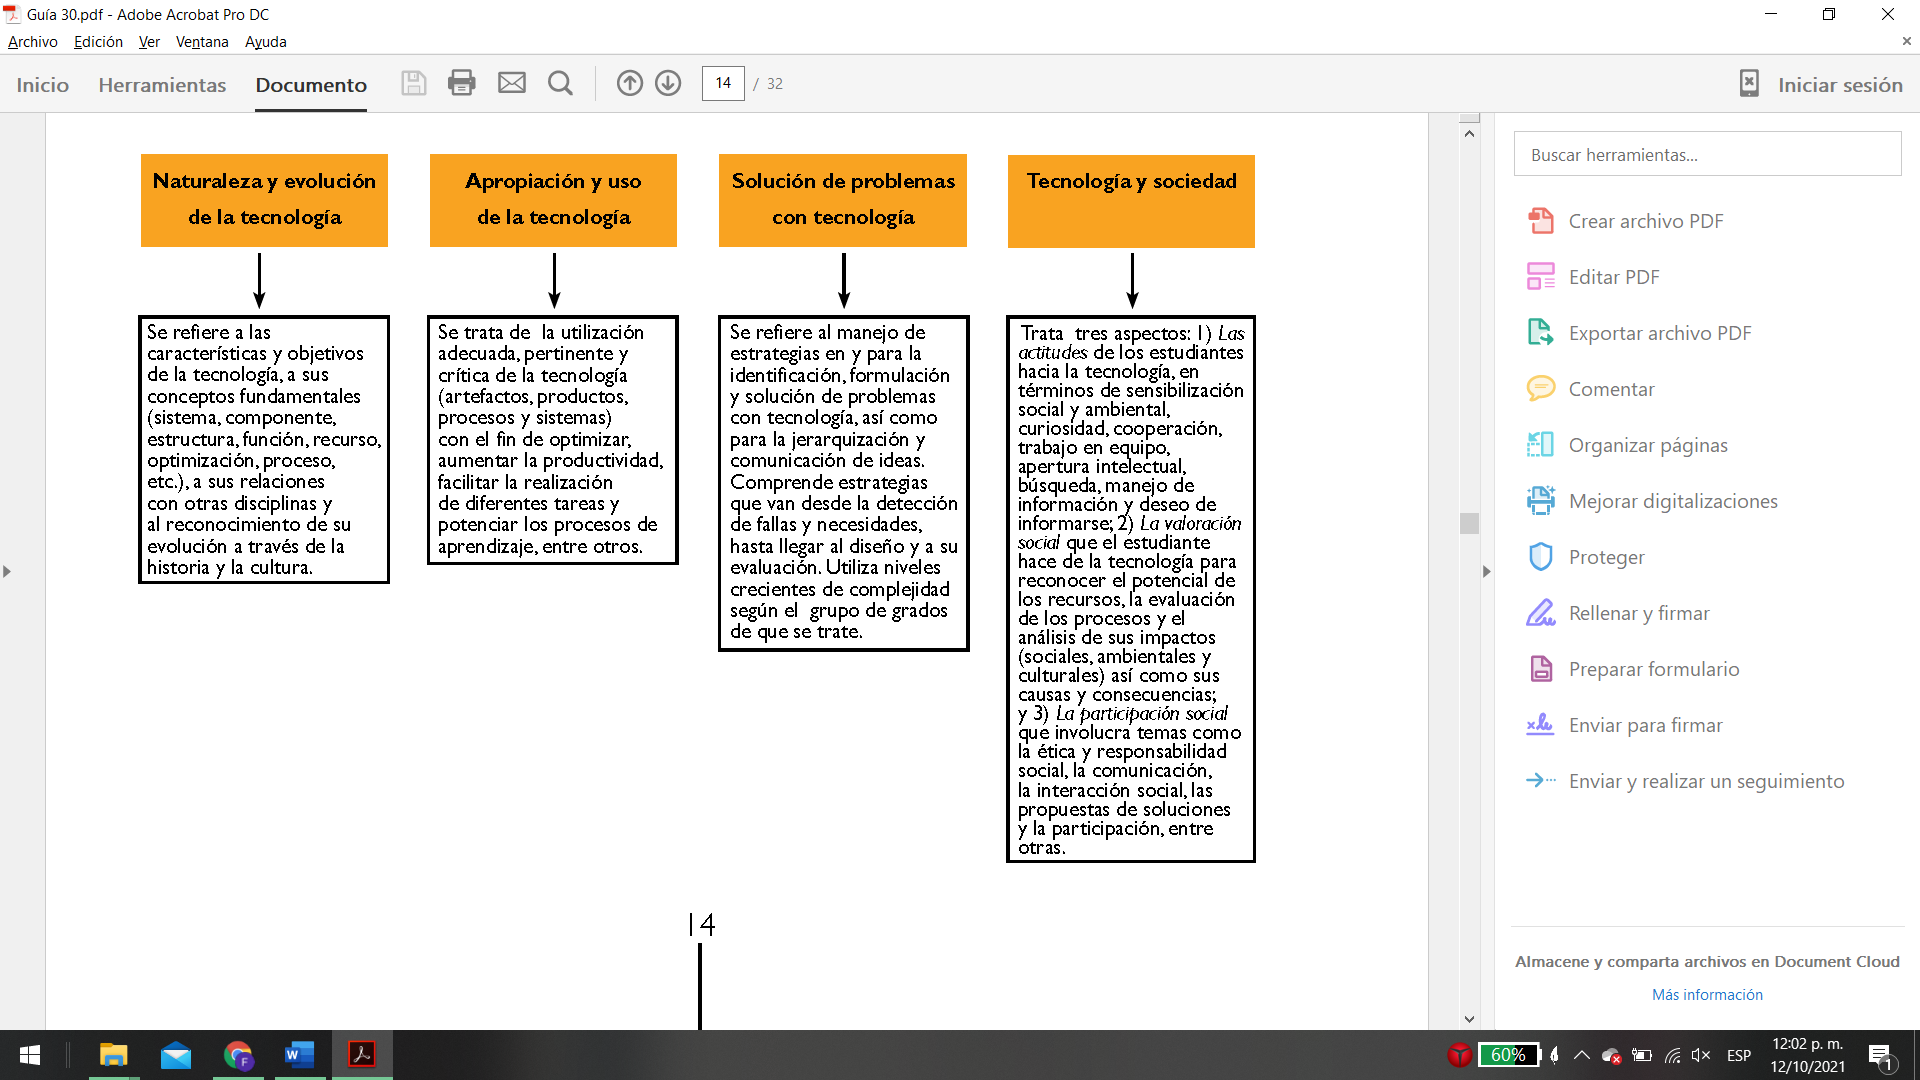 Guía 30.pdf - Adobe Acrobat Pro DC
Archivo Edición Ver Ventana Ayuda
Inicio Herramientas Documento 14 / 32 Iniciar sesión
Naturaleza y evolución
de la tecnología
Se refiere a las
características y objetivos
de la tecnología, a sus
conceptos fundamentales
(sistema, componente,
estructura, función, recurso,
optimización, proceso,
etc.), a sus relaciones
con otras disciplinas y
al reconocimiento de su
evolución a través de la
historia y la cultura.
Apropiación y uso
de la tecnología
Se trata de la utilización
adecuada, pertinente y
crítica de la tecnología
(artefactos, productos,
procesos y sistemas)
con el fin de optimizar,
aumentar la productividad,
facilitar la realización
de diferentes tareas y
potenciar los procesos de
aprendizaje, entre otros.
Solución de problemas
con tecnología
Se refiere al manejo de
estrategias en y para la
identificación, formulación
y solución de problemas
con tecnología, así como
para la jerarquización y
comunicación de ideas.
Comprende estrategias
que van desde la detección
de fallas y necesidades,
hasta llegar al diseño y a su
evaluación. Utiliza niveles
crecientes de complejidad
según el grupo de grados
de que se trate.
Tecnología y sociedad
Trata tres aspectos: 1) Las
actitudes de los estudiantes
hacia la tecnología, en
términos de sensibilización
social y ambiental,
curiosidad, cooperación,
trabajo en equipo,
apertura intelectual,
búsqueda, manejo de
información y deseo de
informarse; 2) La valoración
social que el estudiante
hace de la tecnología para
reconocer el potencial de
los recursos, la evaluación
de los procesos y el
análisis de sus impactos
(sociales, ambientales y
culturales) así como sus
causas y consecuencias;
y 3) La participación social
que involucra temas como
la ética y responsabilidad
social, la comunicación,
la interacción social, las
propuestas de soluciones
y la participación, entre
otras.
14
Buscar herramientas...
Crear archivo PDF
Editar PDF
Exportar archivo PDF
Comentar
Organizar páginas
Mejorar digitalizaciones
Proteger
Rellenar y firmar
Preparar formulario
Enviar para firmar
Enviar y realizar un seguimiento
Almacene y comparta archivos en Document Cloud
Más información
60% ESP
12:02 p. m.
12/10/2021
1